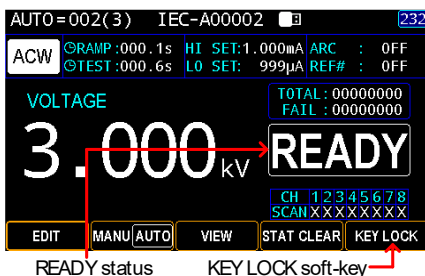 AUTO=002(3) IEC-A00002 232
ACW RAMP:000.1s HI SET:1.000mA ARC : OFF
TEST:000.6s LO SET: 999µA REF# : OFF
VOLTAGE TOTAL:00000000
FAIL:00000000
3.000kV READY
CH 12345678
SCAN XXXXXXXX
EDIT MANU AUTO VIEW STAT CLEAR KEY LOCK
READY status KEY LOCK soft-key